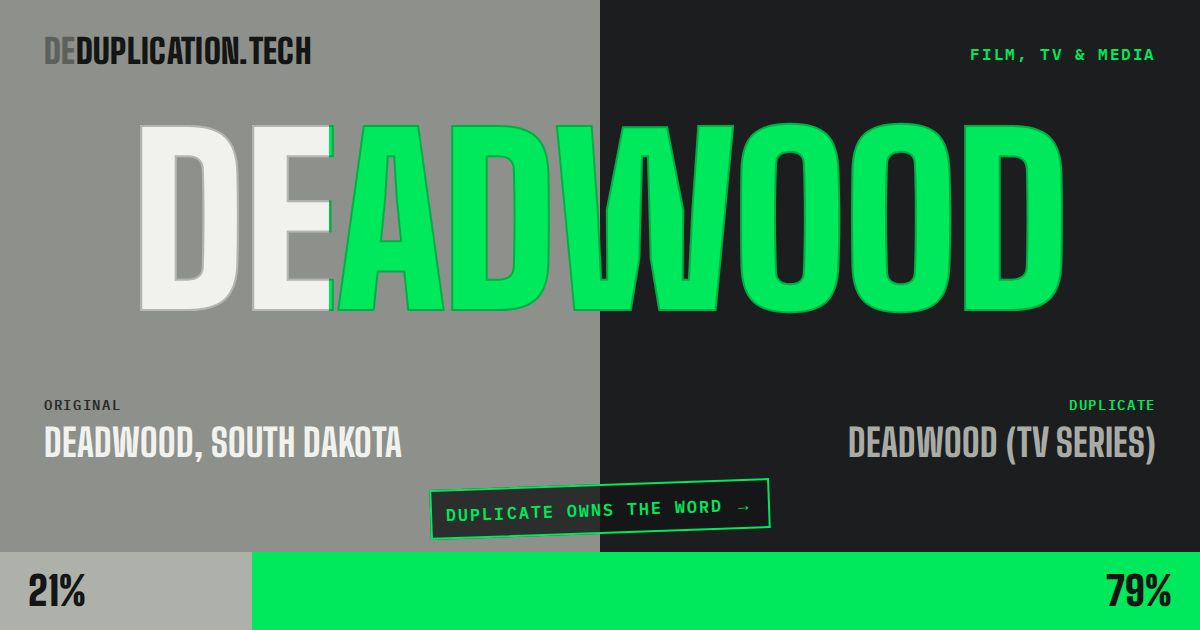 DEDUPLICATION.TECH
FILM, TV & MEDIA
DEADWOOD
ORIGINAL
DEADWOOD, SOUTH DAKOTA
DUPLICATE
DEADWOOD (TV SERIES)
DUPLICATE OWNS THE WORD →
21%
79%